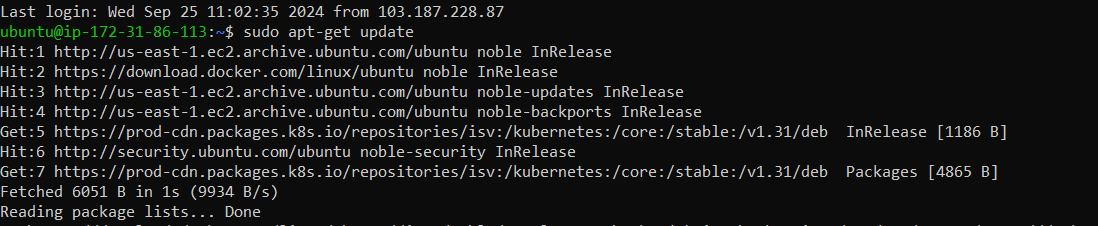 Last login: Wed Sep 25 11:02:35 2024 from 103.187.228.87
ubuntu@ip-172-31-86-113:~$ sudo apt-get update
Hit:1 http://us-east-1.ec2.archive.ubuntu.com/ubuntu noble InRelease
Hit:2 https://download.docker.com/linux/ubuntu noble InRelease
Hit:3 http://us-east-1.ec2.archive.ubuntu.com/ubuntu noble-updates InRelease
Hit:4 http://us-east-1.ec2.archive.ubuntu.com/ubuntu noble-backports InRelease
Get:5 https://prod-cdn.packages.k8s.io/repositories/isv:/kubernetes:/core:/stable:/v1.31/deb  InRelease [1186 B]
Hit:6 http://security.ubuntu.com/ubuntu noble-security InRelease
Get:7 https://prod-cdn.packages.k8s.io/repositories/isv:/kubernetes:/core:/stable:/v1.31/deb  Packages [4865 B]
Fetched 6051 B in 1s (9934 B/s)
Reading package lists... Done